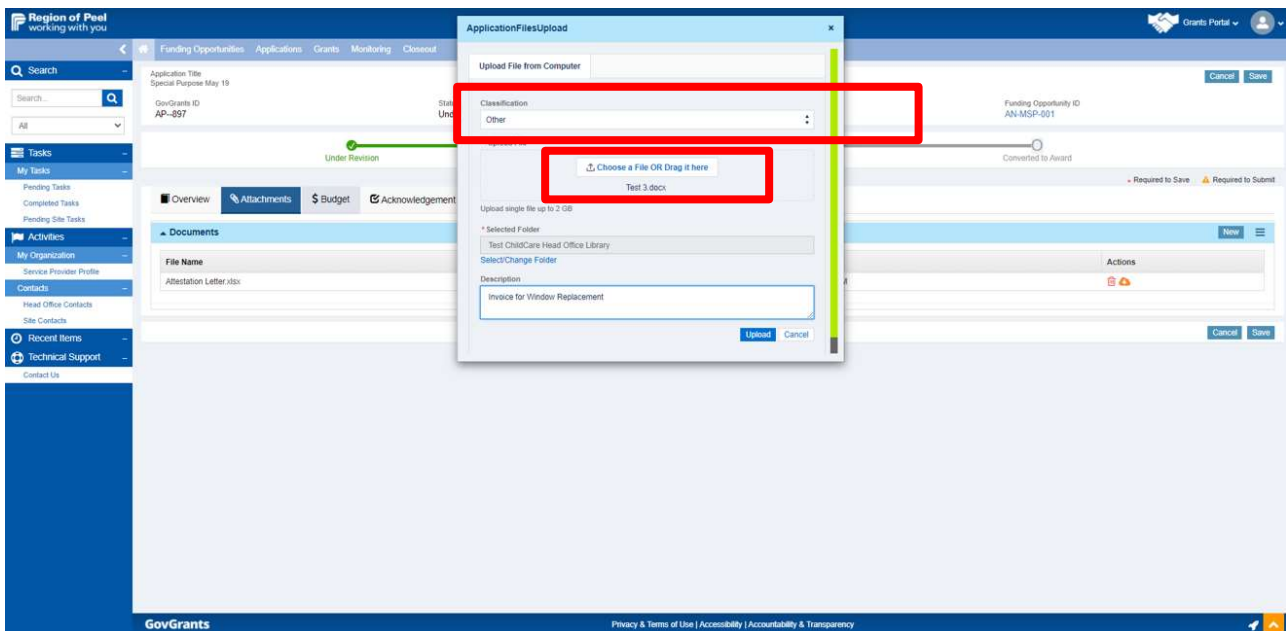 Region of Peel
working with you
Grants Portal
Funding Opportunities Applications Grants Monitoring Closeout
Search
Search...
All
Tasks
My Tasks
Pending Tasks
Completed Tasks
Pending Site Tasks
Activities
My Organization
Service Provider Profile
Contacts
Head Office Contacts
Site Contacts
Recent Items
Technical Support
Contact Us
Application Title
Special Purpose May 19
Cancel Save
GovGrants ID
AP--897
Funding Opportunity ID
AN-MSP-001
Under Revision
Converted to Award
Required to Save Required to Submit
Overview Attachments $ Budget Acknowledgement
Documents
New
File Name
Actions
Attestation Letter.xlsx
Cancel Save
ApplicationFilesUpload
×
Upload File from Computer
Classification
Other
Choose a File OR Drag it here
Test 3.docx
Upload single file up to 2 GB
* Selected Folder
Test ChildCare Head Office Library
Select/Change Folder
Description
Invoice for Window Replacement
Upload Cancel
GovGrants
Privacy & Terms of Use | Accessibility | Accountability & Transparency